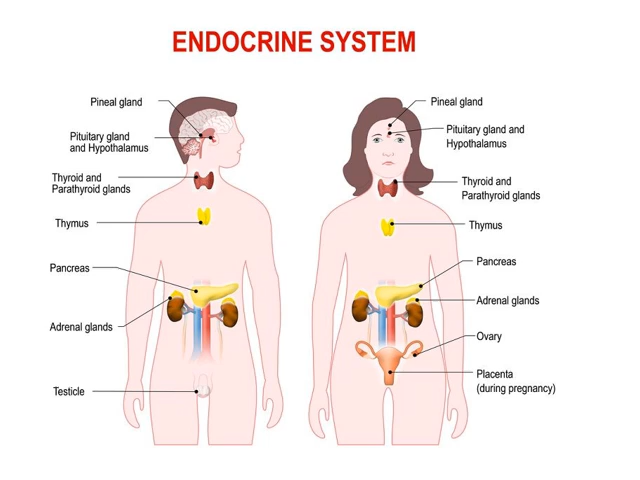 ENDOCRINE SYSTEM
Pineal gland
Pituitary gland
and Hypothalamus
Thyroid and
Parathyroid glands
Thymus
Pancreas
Adrenal glands
Testicle
Pineal gland
Pituitary gland and
Hypothalamus
Thyroid and
Parathyroid glands
Thymus
Pancreas
Adrenal glands
Ovary
Placenta
(during pregnancy)